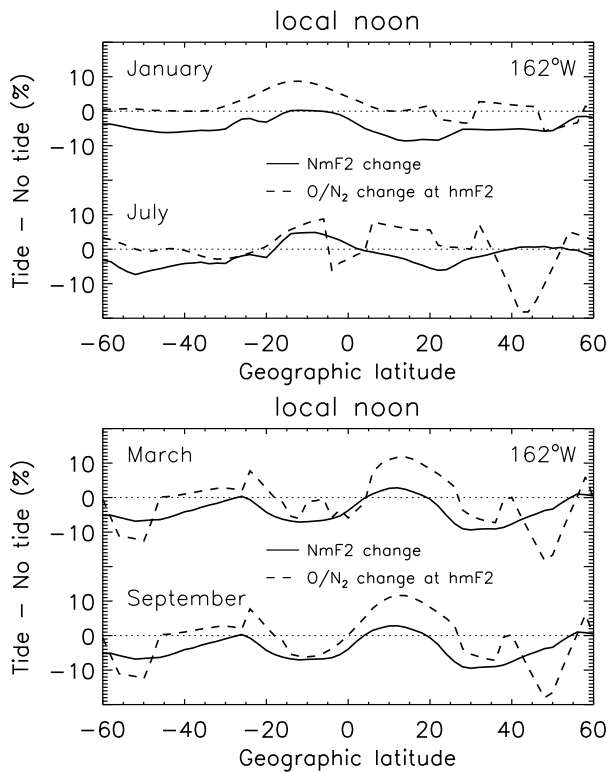 local noon
January 162°W
10
0
−10
NmF2 change
O/N₂ change at hmF2
July
10
0
−10
Tide − No tide (%)
−60 −40 −20 0 20 40 60
Geographic latitude
local noon
March 162°W
10
0
−10
NmF2 change
O/N₂ change at hmF2
September
10
0
−10
Tide − No tide (%)
−60 −40 −20 0 20 40 60
Geographic latitude